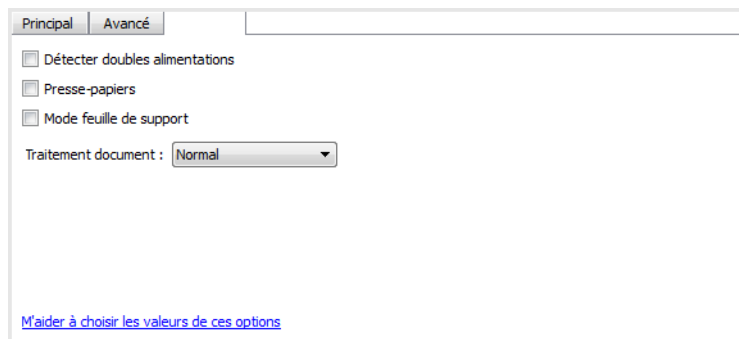 Principal Avancé
Détecter doubles alimentations
Presse-papiers
Mode feuille de support
Traitement document : Normal
M'aider à choisir les valeurs de ces options